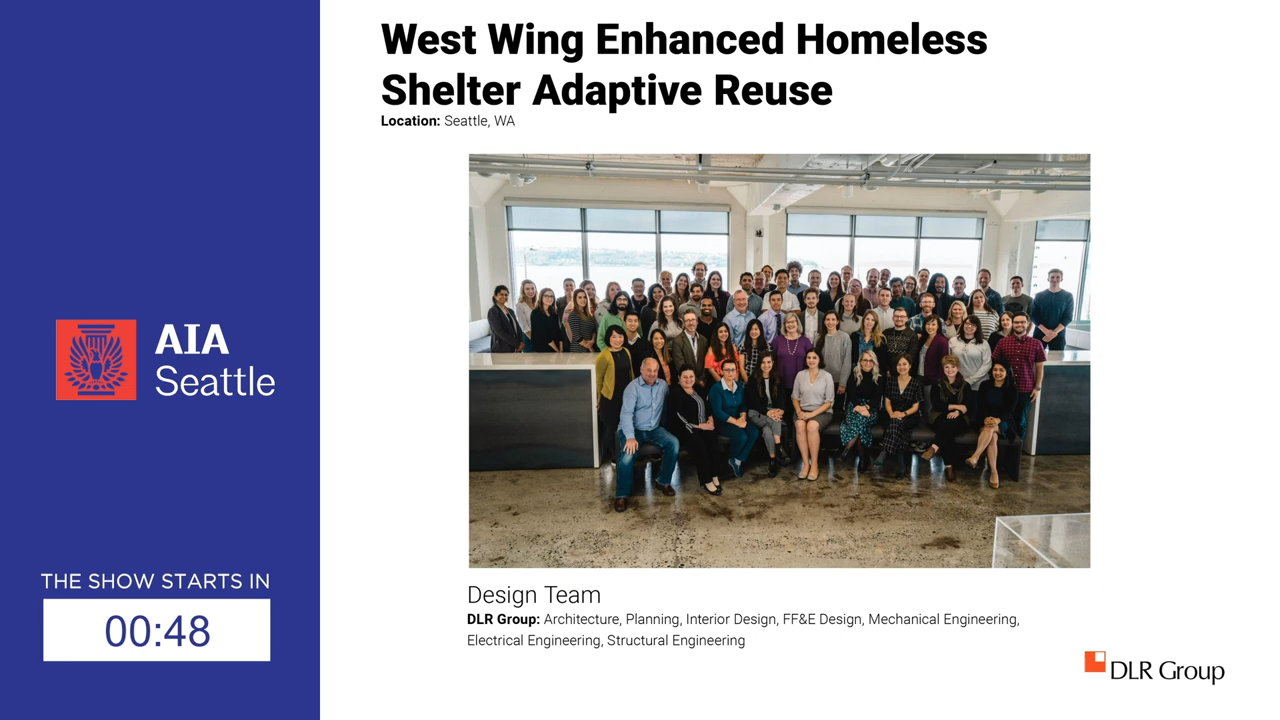 West Wing Enhanced Homeless
Shelter Adaptive Reuse
Location: Seattle, WA
AIA
Seattle
THE SHOW STARTS IN
00:48
Design Team
DLR Group: Architecture, Planning, Interior Design, FF&E Design, Mechanical Engineering,
Electrical Engineering, Structural Engineering
DLR Group